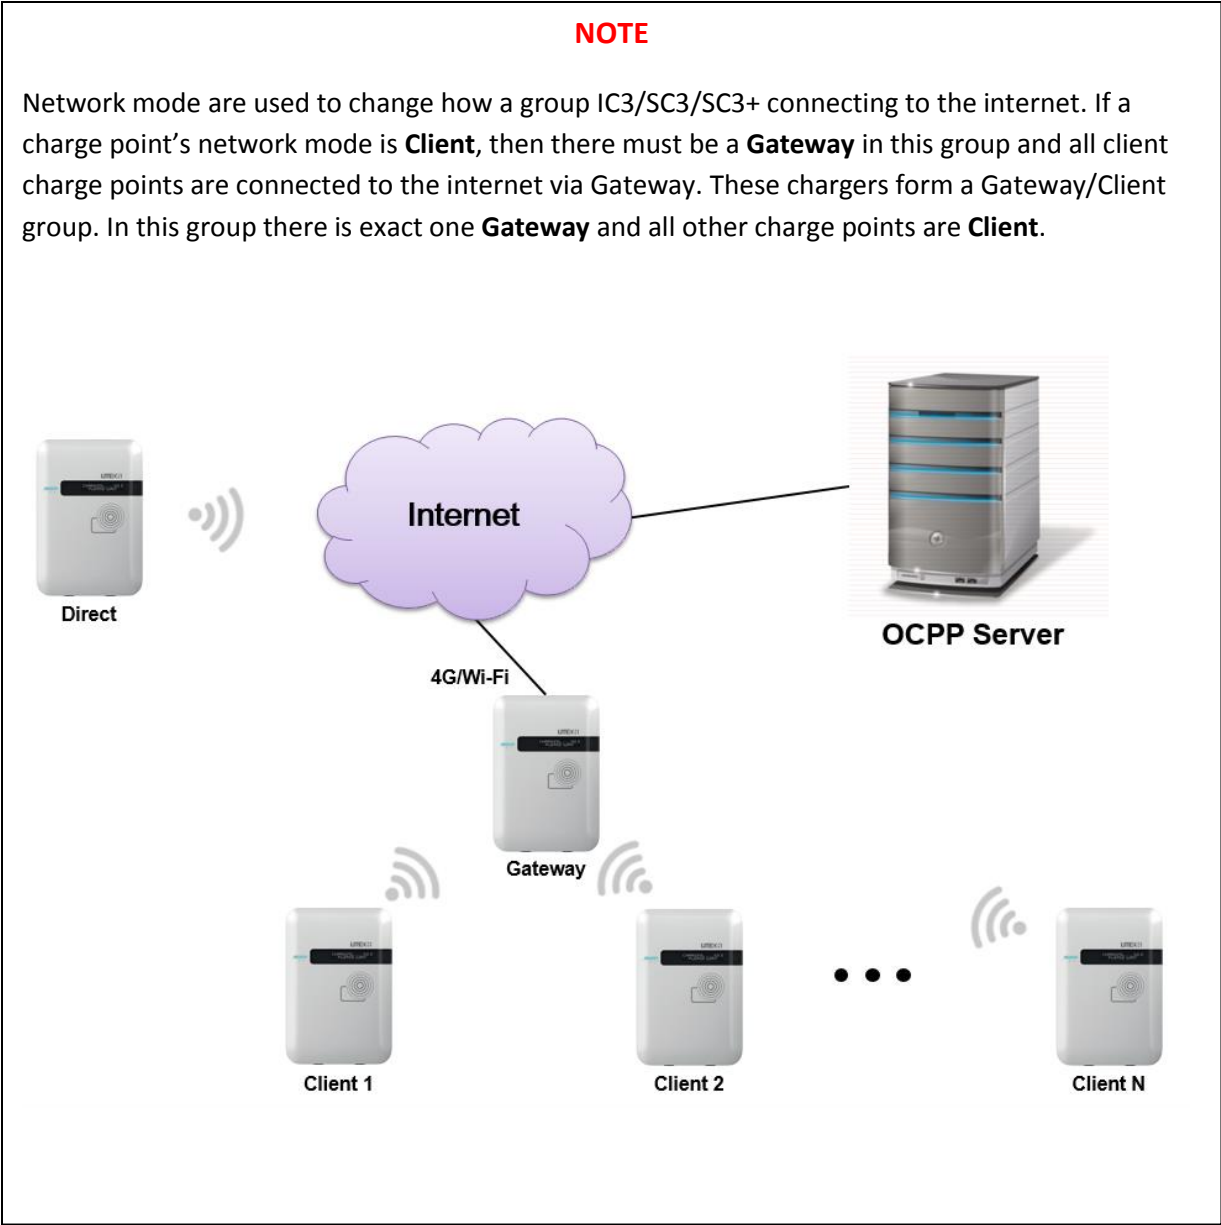 NOTE
Network mode are used to change how a group IC3/SC3/SC3+ connecting to the internet. If a
charge point’s network mode is Client, then there must be a Gateway in this group and all client
charge points are connected to the internet via Gateway. These chargers form a Gateway/Client
group. In this group there is exact one Gateway and all other charge points are Client.
Internet
Direct
OCPP Server
4G/Wi-Fi
Gateway
Client 1
Client 2
Client N